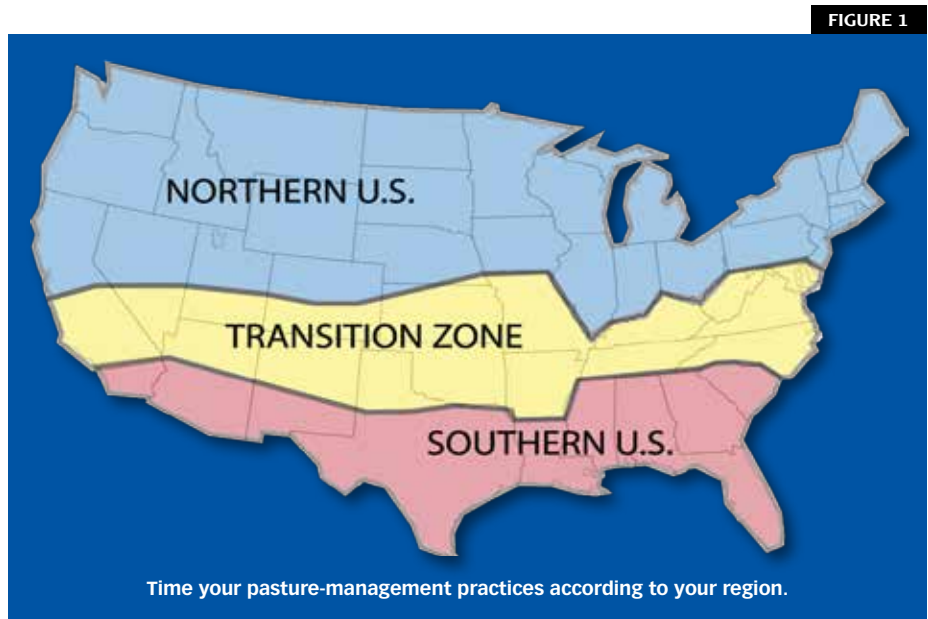 FIGURE 1
NORTHERN U.S.
TRANSITION ZONE
SOUTHERN U.S.
Time your pasture-management practices according to your region.